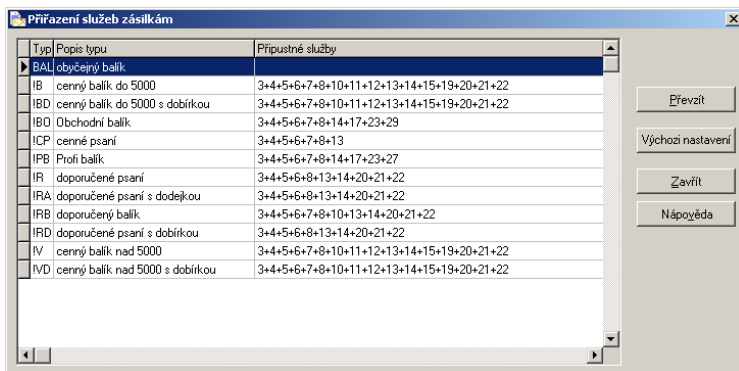 Přiřazení služeb zásilkám
Typ Popis typu Připustné služby
BAL obyčejný balík
!B cenný balík do 5000 3+4+5+6+7+8+10+11+12+13+14+15+19+20+21+22
!BD cenný balík do 5000 s dobírkou 3+4+5+6+7+8+10+11+12+13+14+15+19+20+21+22
!BO Obchodní balík 3+4+5+6+7+8+14+17+23+29
!CP cenné psaní 3+4+5+6+7+8+13
!PB Profi balík 3+4+5+6+7+8+14+17+23+27
!R doporučené psaní 3+4+5+6+8+13+14+20+21+22
!RA doporučené psaní s dodejkou 3+4+5+6+8+13+14+20+21+22
!RB doporučený balík 3+4+5+6+7+8+10+13+14+20+21+22
!RD doporučené psaní s dobírkou 3+4+5+6+8+13+14+20+21+22
!V cenný balík nad 5000 3+4+5+6+7+8+10+11+12+13+14+15+19+20+21+22
!VD cenný balík nad 5000 s dobírkou 3+4+5+6+7+8+10+11+12+13+14+15+19+20+21+22
Převzít
Výchozi nastavení
Zavřít
Nápověda